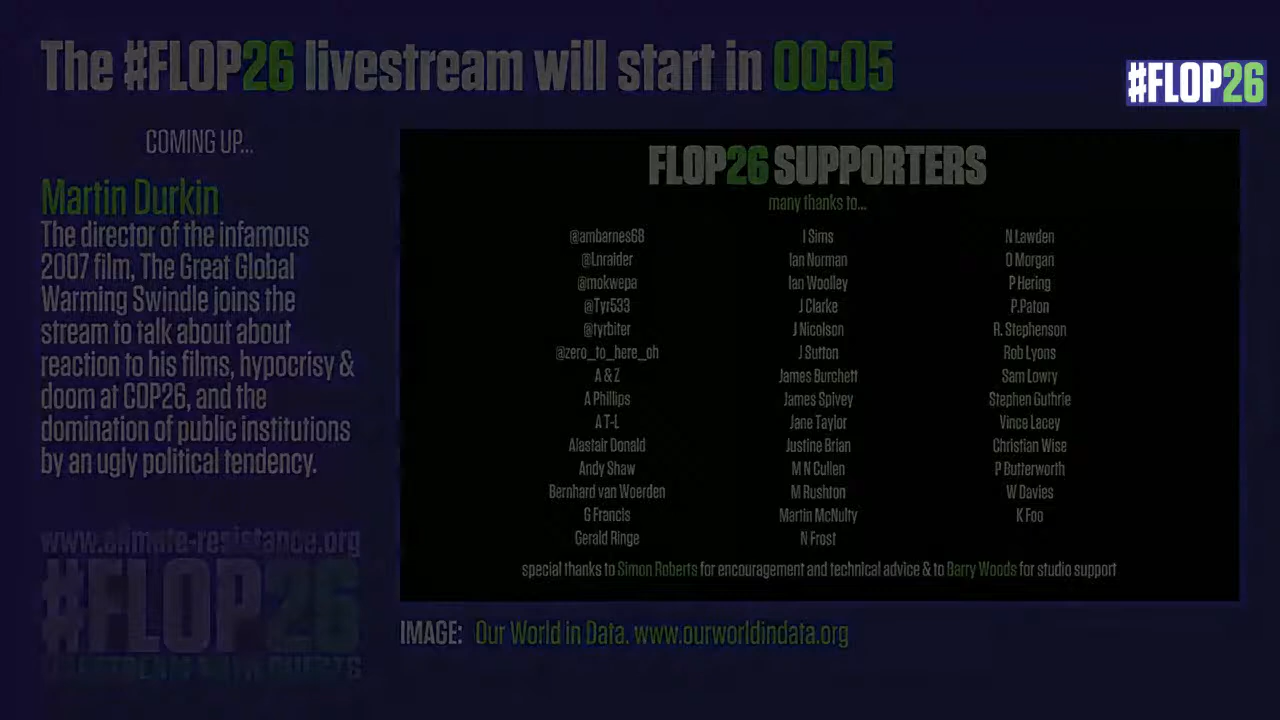 The #FLOP26 livestream will start in 00:05
#FLOP26
COMING UP...
Martin Durkin
The director of the infamous
2007 film, The Great Global
Warming Swindle joins the
stream to talk about about
reaction to his films, hypocrisy &
doom at COP26, and the
domination of public institutions
by an ugly political tendency.
www.climate-resistance.org
#FLOP26
LIVESTREAM WITH GUESTS
FLOP26 SUPPORTERS
many thanks to...
@ambarnes68
@Lnralder
@mokwepa
@Tyr533
@tyrbiter
@zero_to_here_oh
A & Z
A Phillips
A T-L
Alastair Donald
Andy Shaw
Bernhard van Woerden
G Francis
Gerald Ringe
I Sims
Ian Norman
Ian Woolley
J Clarke
J Nicolson
J Sutton
James Burchett
James Spivey
Jane Taylor
Justine Brian
M N Cullen
M Rushton
Martin McNulty
N Frost
N Lawden
O Morgan
P Hering
P.Paton
R. Stephenson
Rob Lyons
Sam Lowry
Stephen Guthrie
Vince Lacey
Christian Wise
P Butterworth
W Davies
K Foo
special thanks to Simon Roberts for encouragement and technical advice & to Barry Woods for studio support
IMAGE: Our World in Data. www.ourworldindata.org